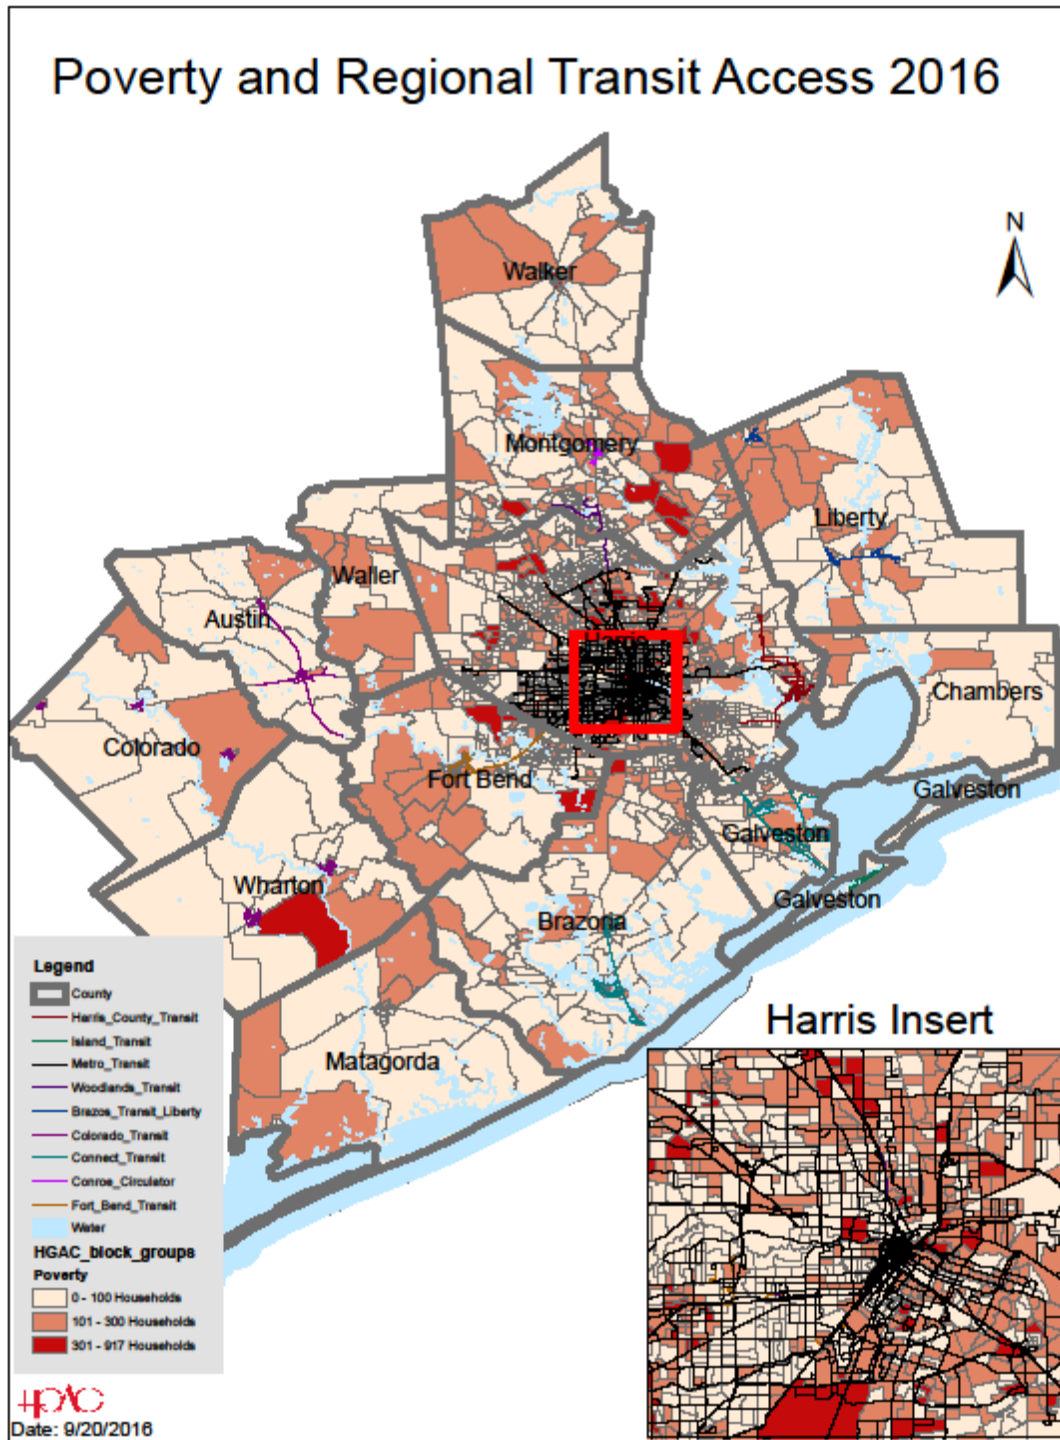 Poverty and Regional Transit Access 2016
N
Walker
Montgomery
Liberty
Waller
Austin
Harris
Chambers
Colorado
Fort Bend
Galveston
Galveston
Wharton
Galveston
Brazoria
Matagorda
Legend
County
Harris_County_Transit
Island_Transit
Metro_Transit
Woodlands_Transit
Brazos_Transit_Liberty
Colorado_Transit
Connect_Transit
Conroe_Circulator
Fort_Bend_Transit
Water
HGAC_block_groups
Poverty
0 - 100 Households
101 - 300 Households
301 - 917 Households
Harris Insert
Date: 9/20/2016